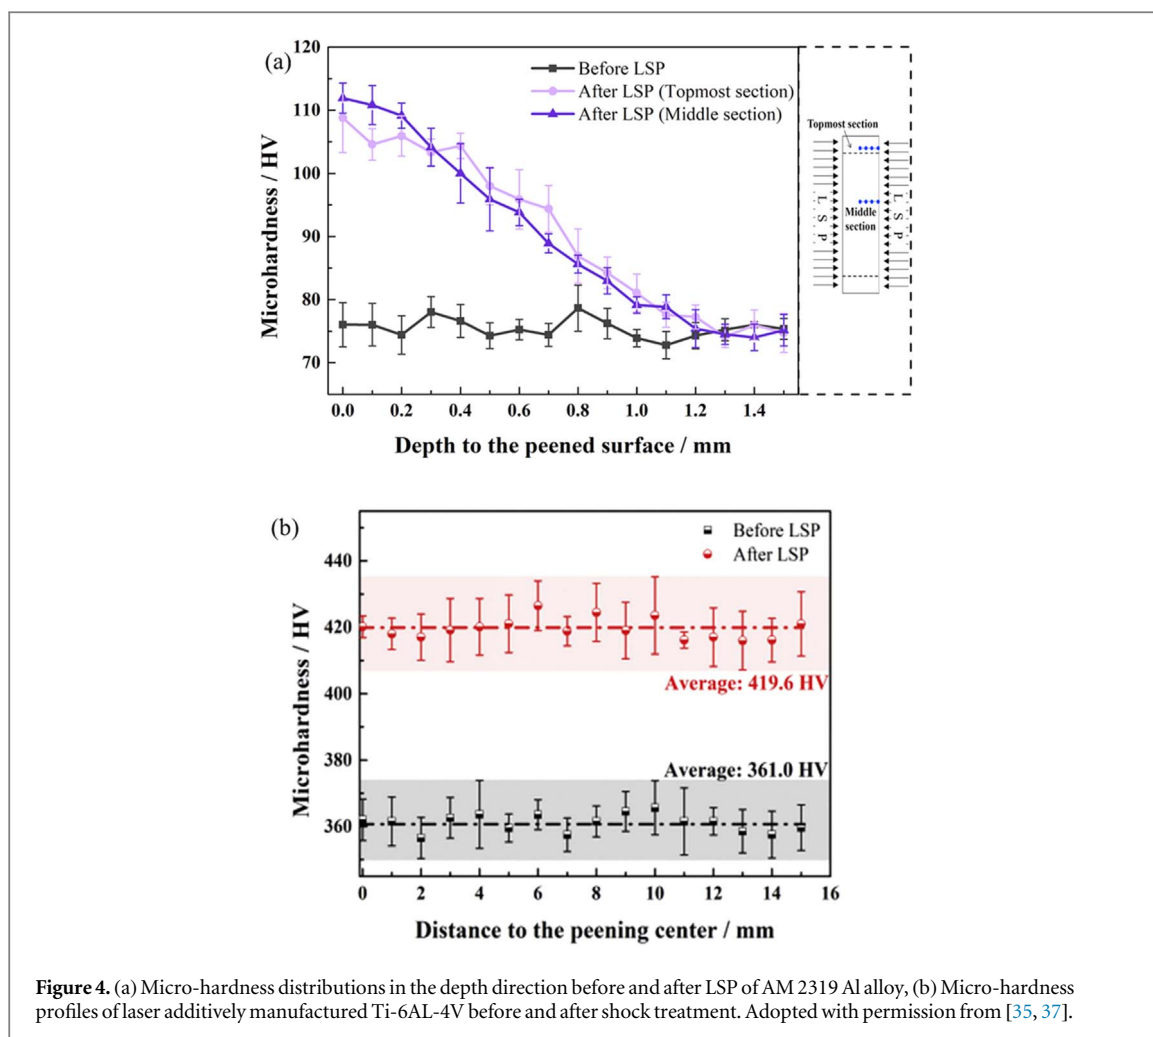 (a)
120
110
100
90
80
70
Microhardness / HV
Before LSP
After LSP (Topmost section)
After LSP (Middle section)
0.0 0.2 0.4 0.6 0.8 1.0 1.2 1.4
Depth to the peened surface / mm
Topmost section
L S P
Middle
section
L S P
(b)
440
420
400
380
360
Microhardness / HV
Before LSP
After LSP
Average: 419.6 HV
Average: 361.0 HV
0 2 4 6 8 10 12 14 16
Distance to the peening center / mm
Figure 4. (a) Micro-hardness distributions in the depth direction before and after LSP of AM 2319 Al alloy, (b) Micro-hardness
profiles of laser additively manufactured Ti-6AL-4V before and after shock treatment. Adopted with permission from [35, 37].